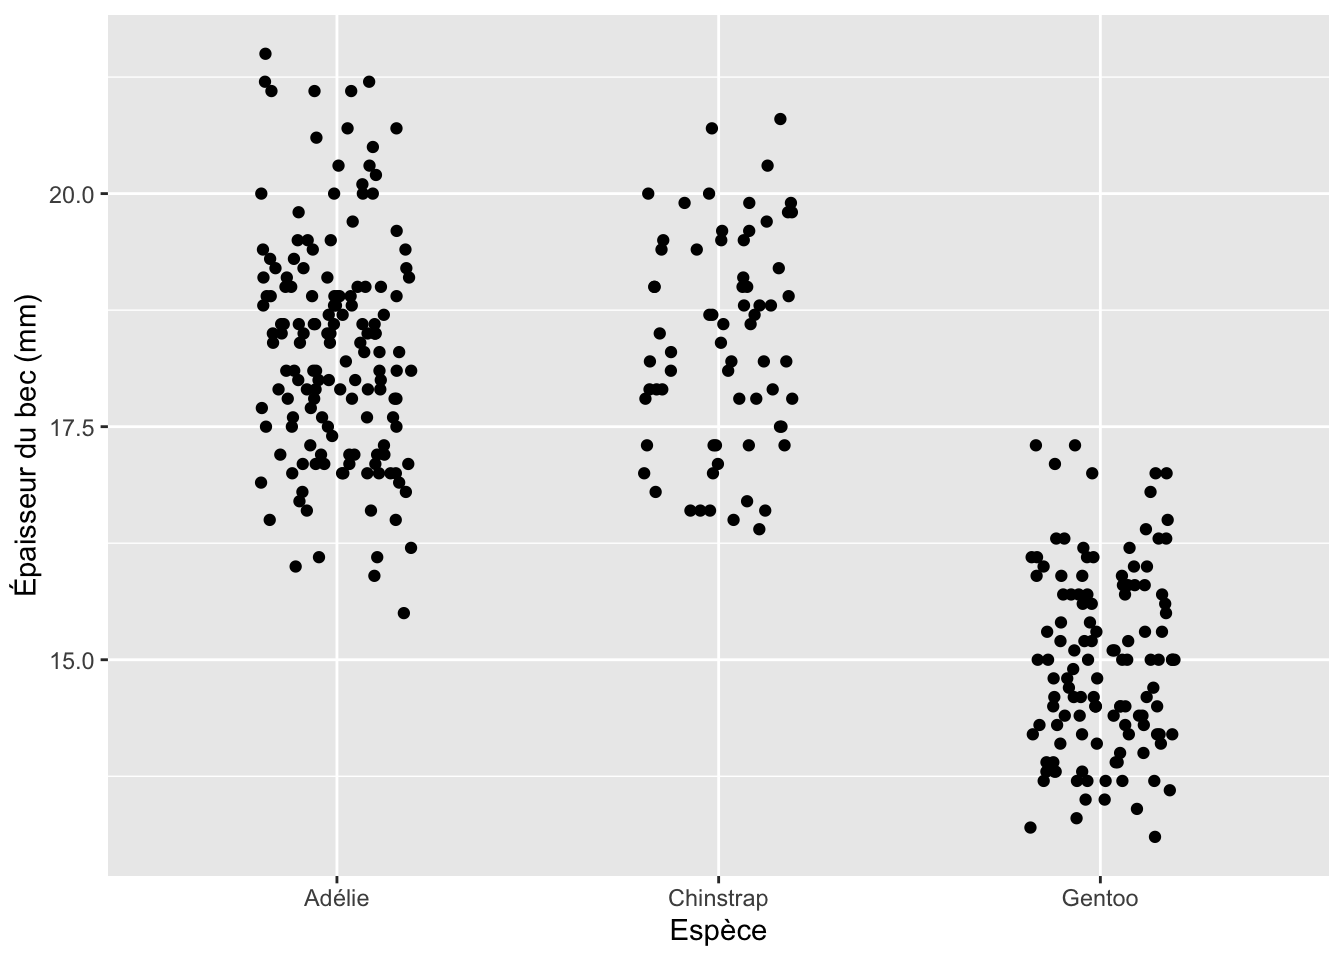 Épaisseur du bec (mm)
20.0
17.5
15.0
Adélie
Chinstrap
Gentoo
Espèce